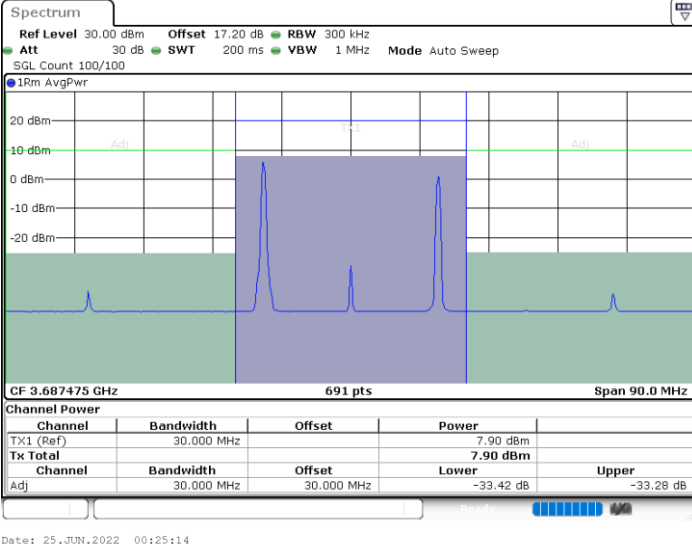 Spectrum
Ref Level 30.00 dBm Offset 17.20 dB RBW 300 kHz
Att 30 dB SWT 200 ms VBW 1 MHz Mode Auto Sweep
SGL Count 100/100
1Rm AvgPwr
20 dBm
TX1
Adj Adj
10 dBm
0 dBm
-10 dBm
-20 dBm
CF 3.687475 GHz 691 pts Span 90.0 MHz
Channel Power
Channel Bandwidth Offset Power
TX1 (Ref) 30.000 MHz 7.90 dBm
Tx Total 7.90 dBm
Channel Bandwidth Offset Lower Upper
Adj 30.000 MHz 30.000 MHz -33.42 dB -33.28 dB
Ready
Date: 25.JUN.2022 00:25:14